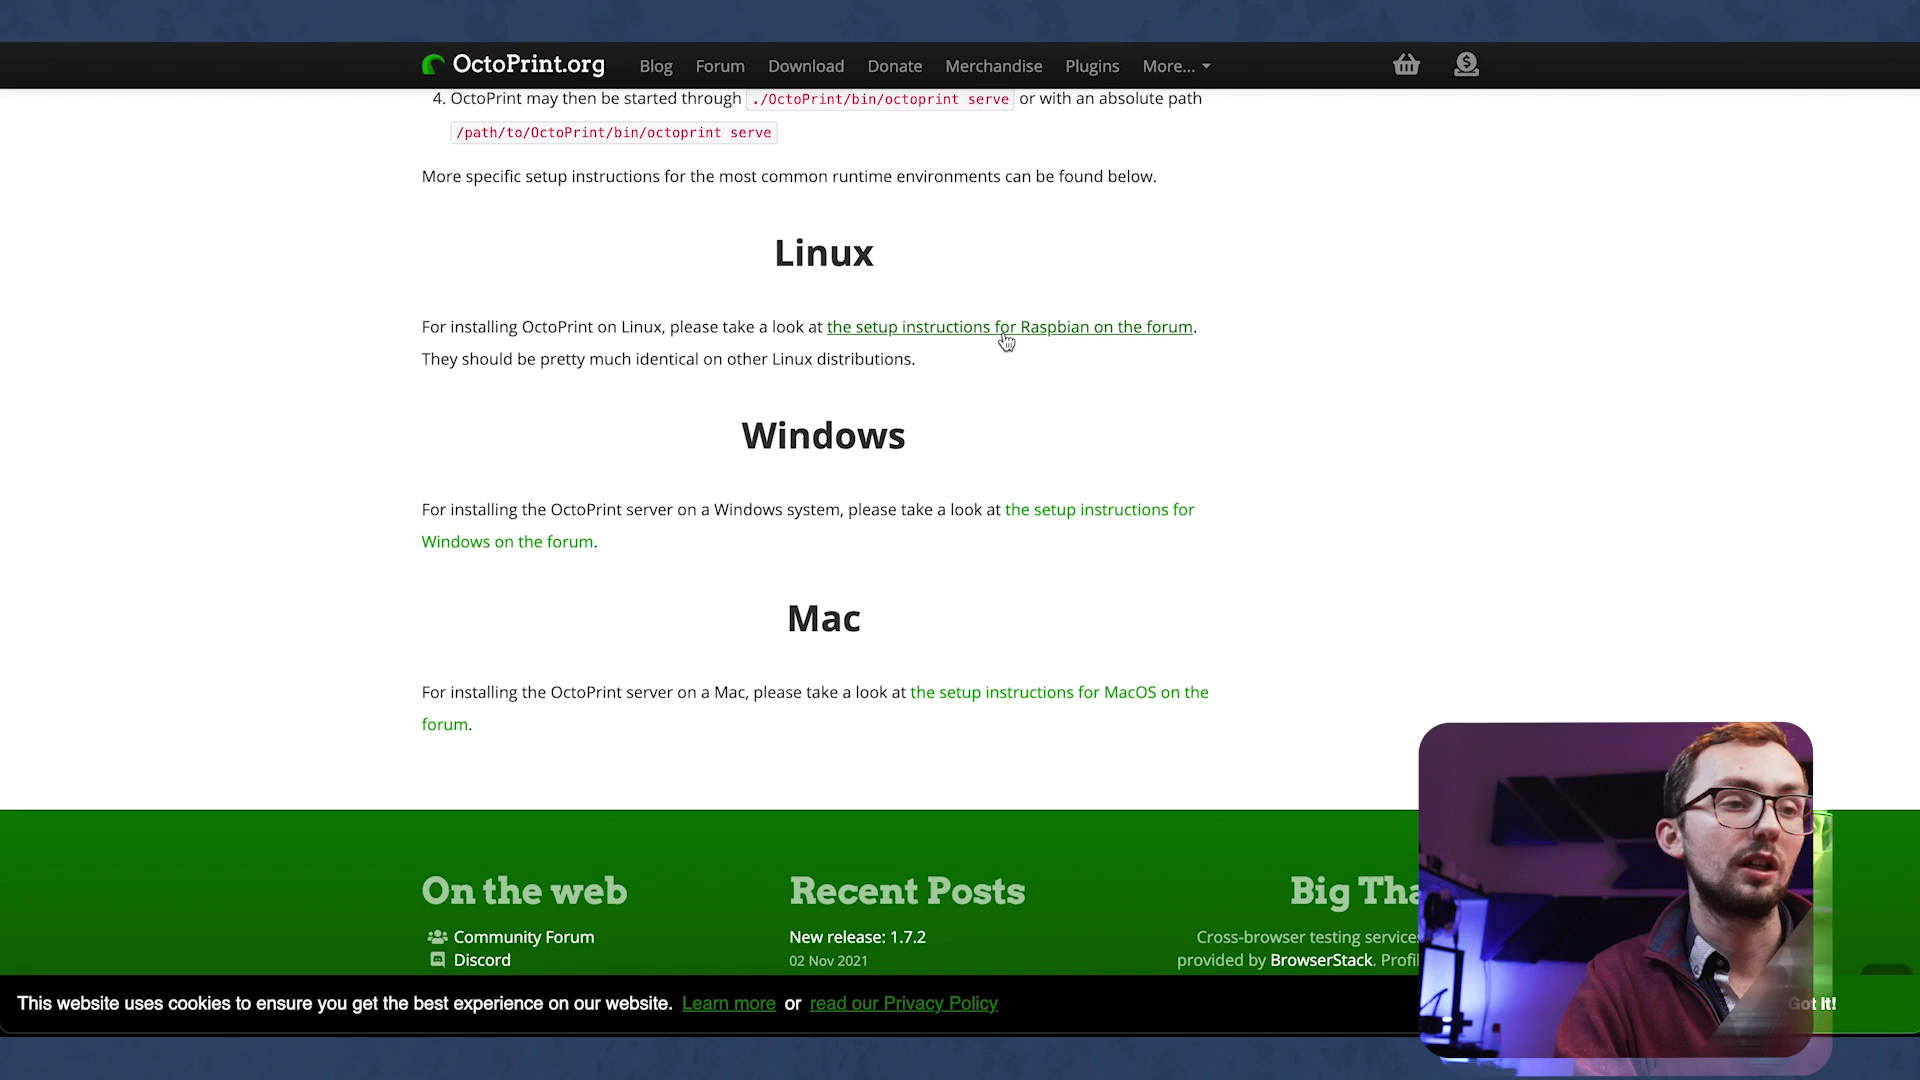 OctoPrint.org Blog Forum Download Donate Merchandise Plugins More...
4. OctoPrint may then be started through ./OctoPrint/bin/octoprint serve or with an absolute path
/path/to/OctoPrint/bin/octoprint serve
More specific setup instructions for the most common runtime environments can be found below.
Linux
For installing OctoPrint on Linux, please take a look at the setup instructions for Raspbian on the forum.
They should be pretty much identical on other Linux distributions.
Windows
For installing the OctoPrint server on a Windows system, please take a look at the setup instructions for
Windows on the forum.
Mac
For installing the OctoPrint server on a Mac, please take a look at the setup instructions for MacOS on the
forum.
On the web
Community Forum
Discord
Recent Posts
New release: 1.7.2
02 Nov 2021
Big
Cross-browser testing services
provided by BrowserStack.
This website uses cookies to ensure you get the best experience on our website. Learn more or read our Privacy Policy
Got it!